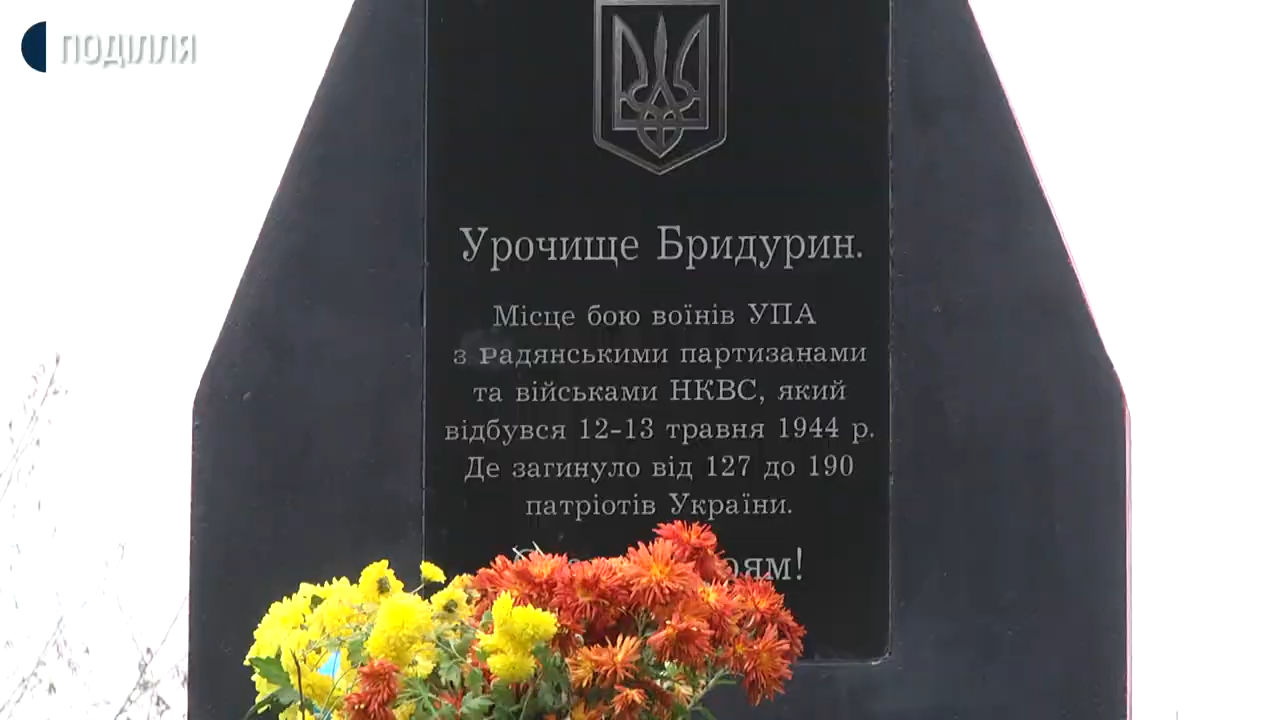 ПОДІЛЛЯ
Урочище Бридурин.
Місце бою воїнів УПА
з Радянськими партизанами
та військами НКВС, який
відбувся 12-13 травня 1944 р.
Де загинуло від 127 до 190
патріотів України.